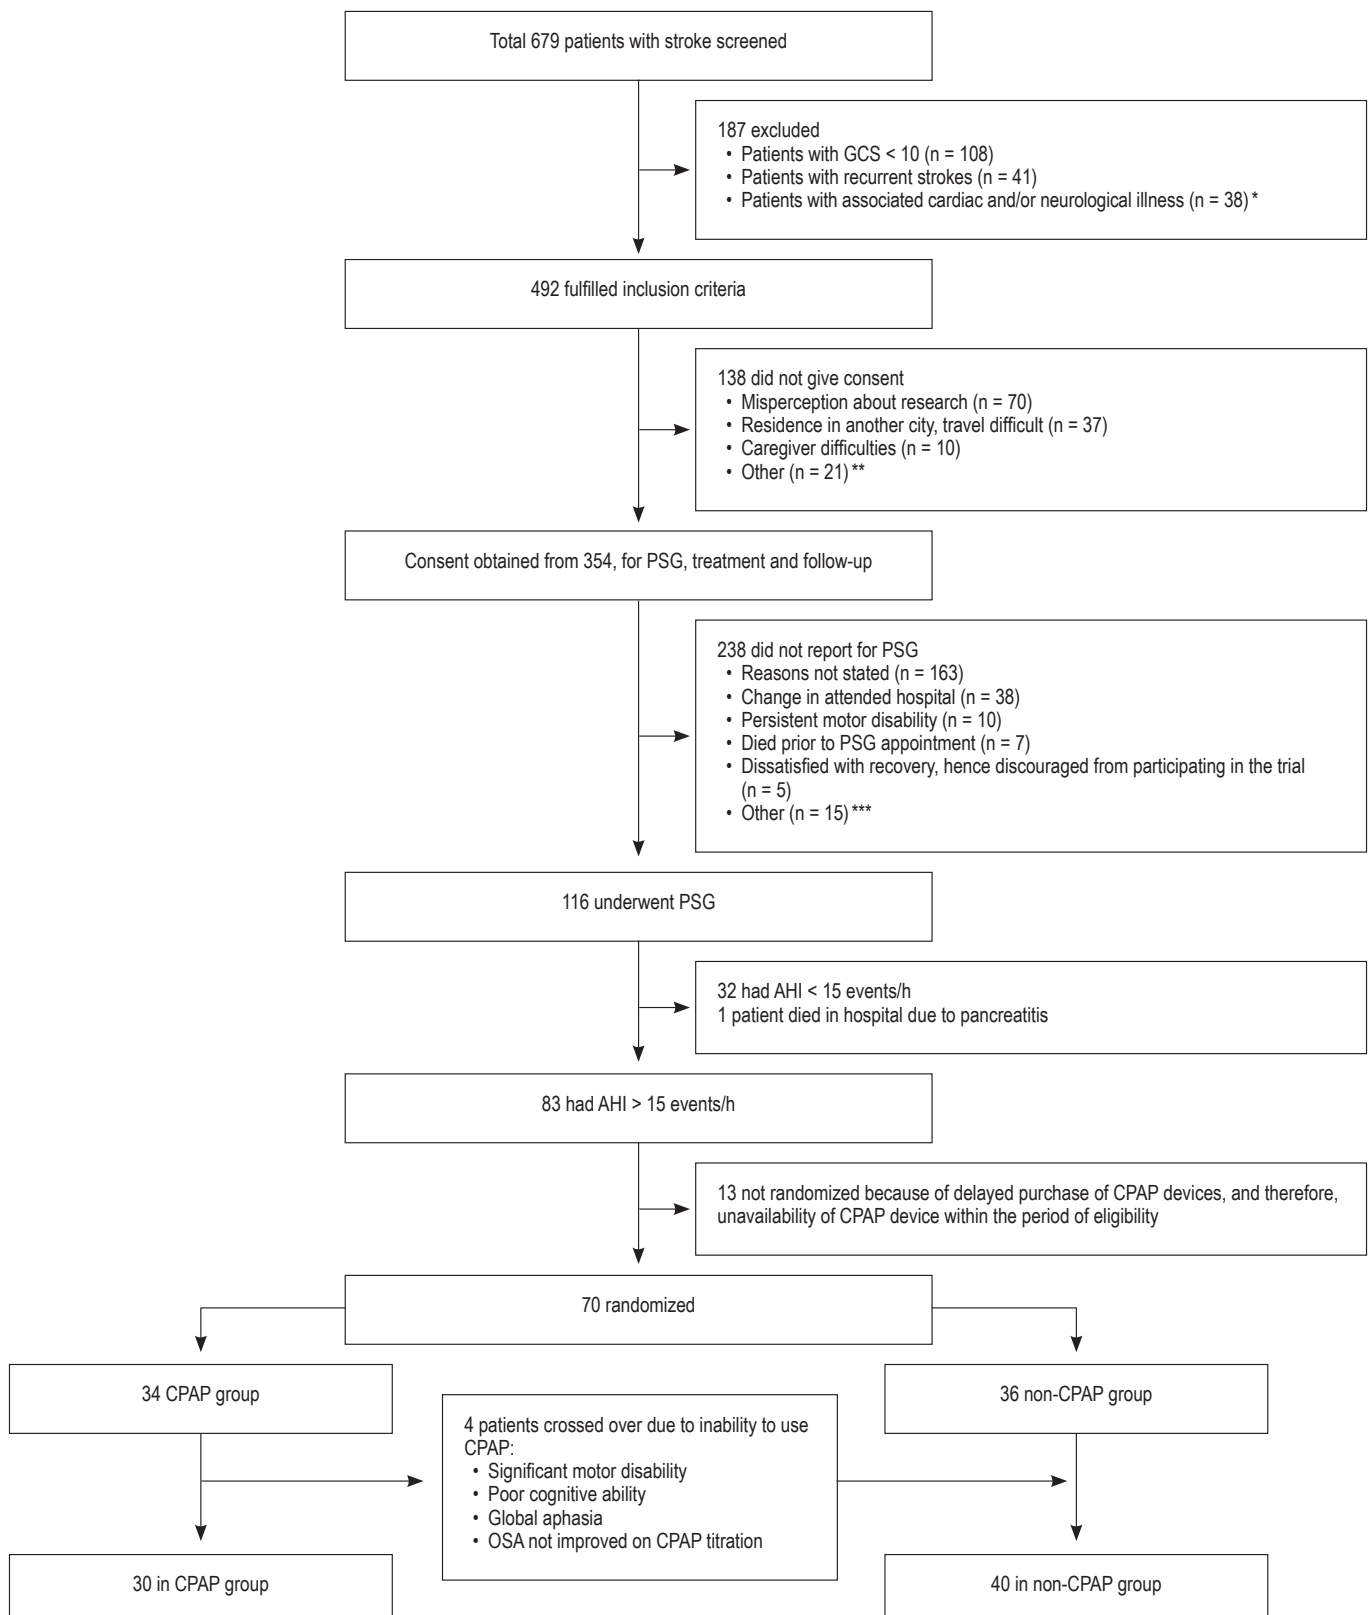 Total 679 patients with stroke screened
187 excluded
• Patients with GCS < 10 (n = 108)
• Patients with recurrent strokes (n = 41)
• Patients with associated cardiac and/or neurological illness (n = 38) *
492 fulfilled inclusion criteria
138 did not give consent
• Misperception about research (n = 70)
• Residence in another city, travel difficult (n = 37)
• Caregiver difficulties (n = 10)
• Other (n = 21) **
Consent obtained from 354, for PSG, treatment and follow-up
238 did not report for PSG
• Reasons not stated (n = 163)
• Change in attended hospital (n = 38)
• Persistent motor disability (n = 10)
• Died prior to PSG appointment (n = 7)
• Dissatisfied with recovery, hence discouraged from participating in the trial
(n = 5)
• Other (n = 15) ***
116 underwent PSG
32 had AHI < 15 events/h
1 patient died in hospital due to pancreatitis
83 had AHI > 15 events/h
13 not randomized because of delayed purchase of CPAP devices, and therefore,
unavailability of CPAP device within the period of eligibility
70 randomized
34 CPAP group
36 non-CPAP group
4 patients crossed over due to inability to use
CPAP:
• Significant motor disability
• Poor cognitive ability
• Global aphasia
• OSA not improved on CPAP titration
30 in CPAP group
40 in non-CPAP group